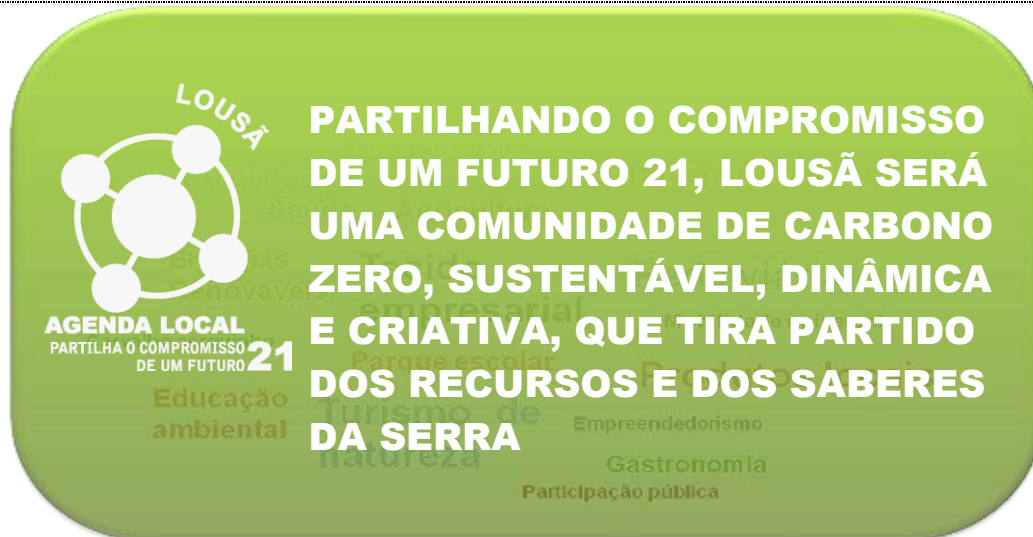 LOUSÃ
AGENDA LOCAL
PARTILHA O COMPROMISSO
DE UM FUTURO 21
PARTILHANDO O COMPROMISSO
DE UM FUTURO 21, LOUSÃ SERÁ
UMA COMUNIDADE DE CARBONO
ZERO, SUSTENTÁVEL, DINÂMICA
E CRIATIVA, QUE TIRA PARTIDO
DOS RECURSOS E DOS SABERES
DA SERRA
Agricultura
Tecido
empresarial
Parque escolar
Educação
ambiental
Turismo de
natureza
Empreendedorismo
Gastronomia
Participação pública